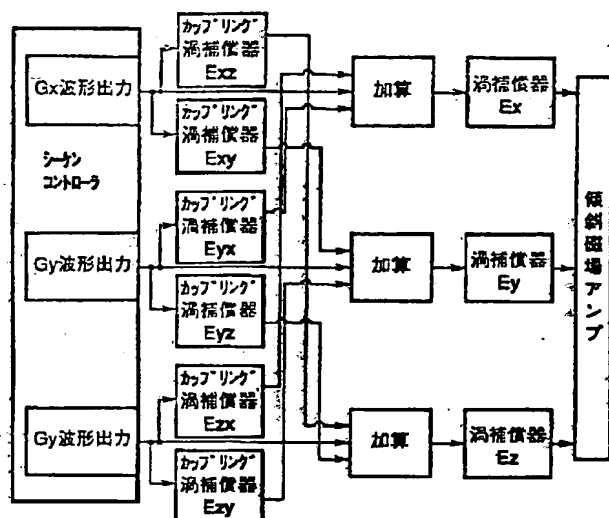 Gx波形出力
シーケン
コントローラ
Gy波形出力
Gy波形出力
カップリング
渦補償器
Exz
カップリング
渦補償器
Exy
カップリング
渦補償器
Eyx
カップリング
渦補償器
Eyz
カップリング
渦補償器
Ezx
カップリング
渦補償器
Ezy
加算
加算
加算
渦補償器
Ex
渦補償器
Ey
渦補償器
Ez
傾斜磁場アンプ